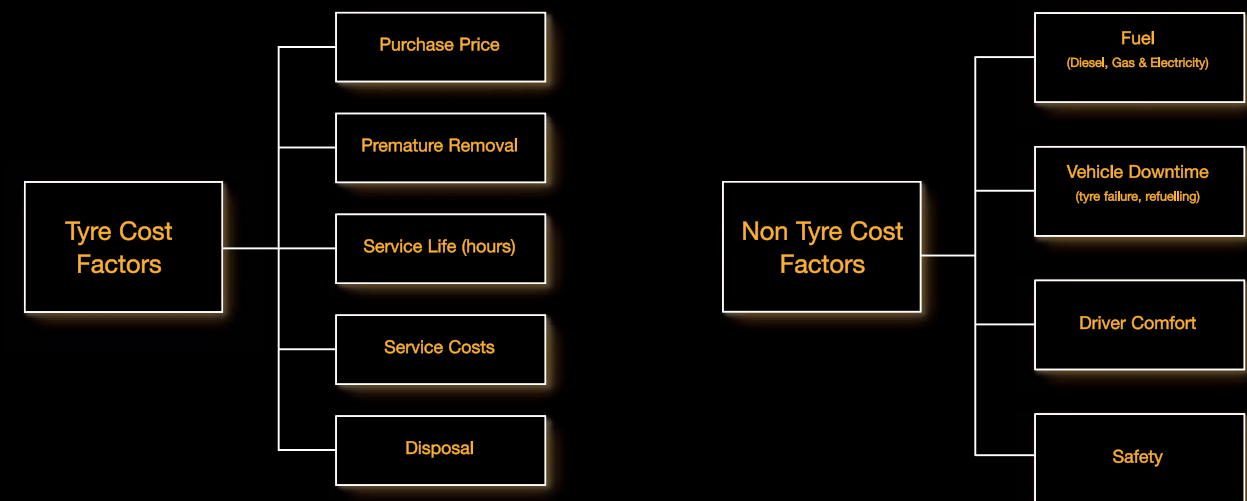 Tyre Cost
Factors
Purchase Price
Premature Removal
Service Life (hours)
Service Costs
Disposal
Non Tyre Cost
Factors
Fuel
(Diesel, Gas & Electricity)
Vehicle Downtime
(tyre failure, refuelling)
Driver Comfort
Safety